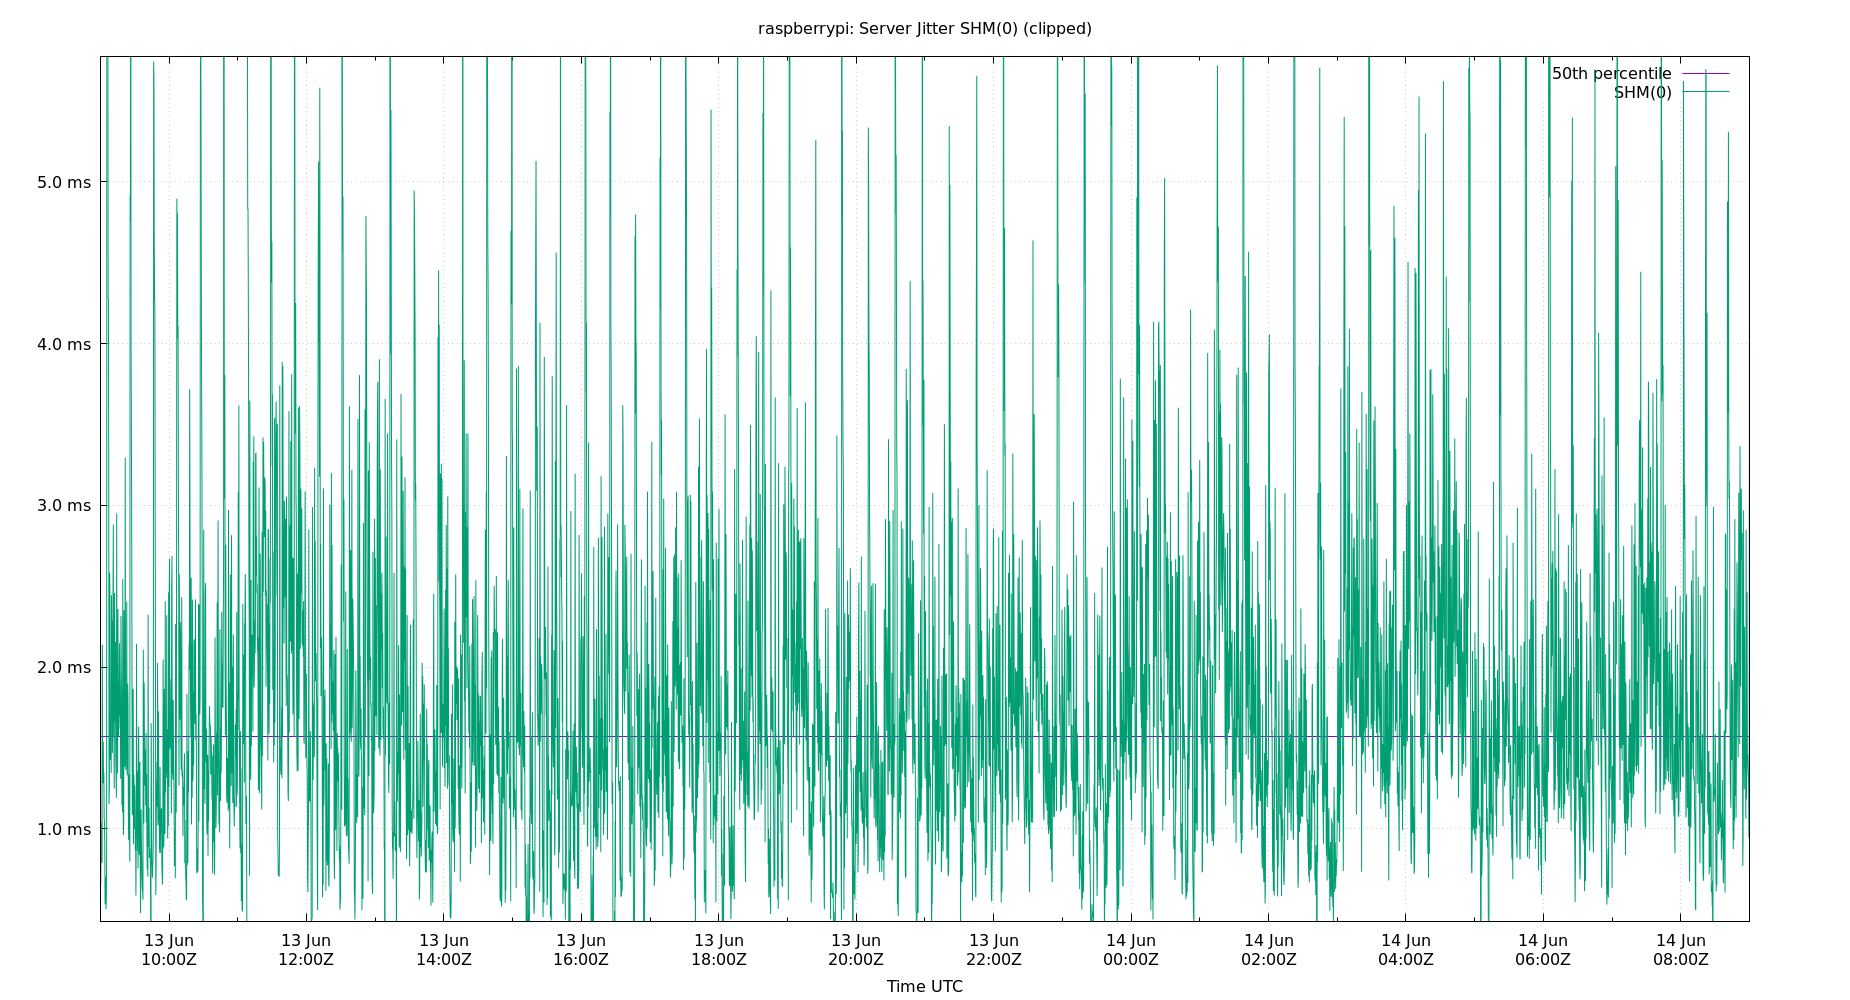 raspberrypi: Server Jitter SHM(0) (clipped)
50th percentile
SHM(0)
5.0 ms
4.0 ms
3.0 ms
2.0 ms
1.0 ms
13 Jun 13 Jun 13 Jun 13 Jun 13 Jun 13 Jun 13 Jun 14 Jun 14 Jun 14 Jun 14 Jun 14 Jun
10:00Z 12:00Z 14:00Z 16:00Z 18:00Z 20:00Z 22:00Z 00:00Z 02:00Z 04:00Z 06:00Z 08:00Z
Time UTC